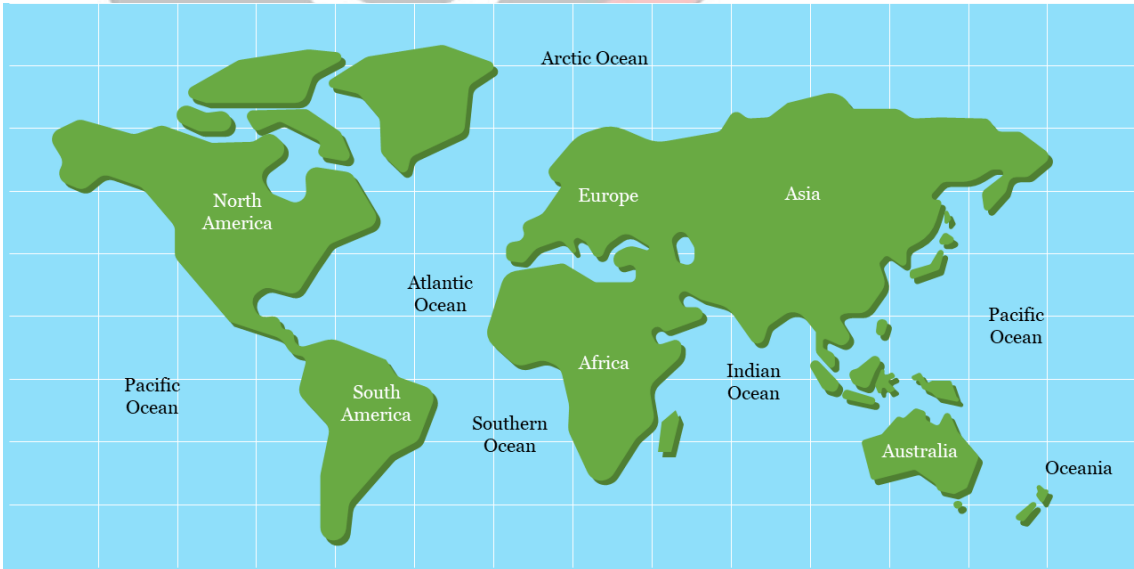 Arctic Ocean
North
America
Europe
Asia
Atlantic
Ocean
Pacific
Ocean
Africa
Indian
Ocean
Pacific
Ocean
South
America
Southern
Ocean
Australia
Oceania